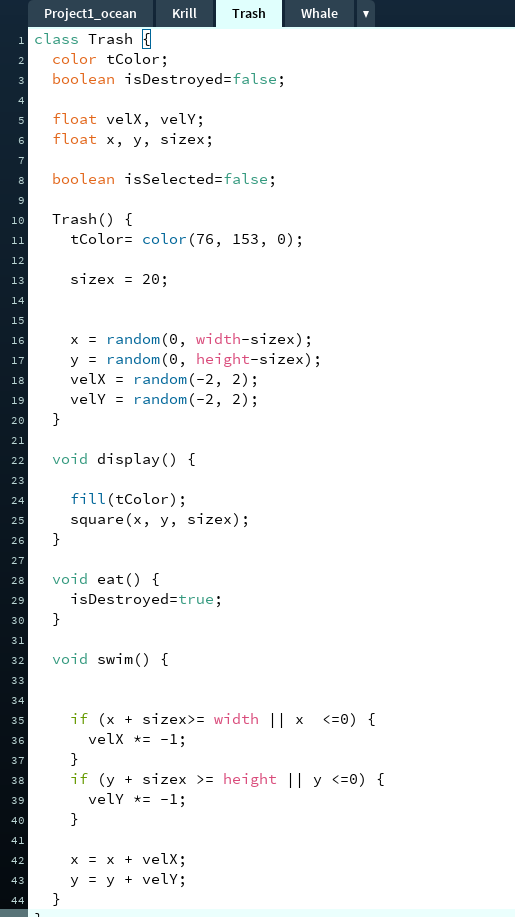 Project1_ocean Krill Trash Whale ▼
1 class Trash {
2   color tColor;
3   boolean isDestroyed=false;
4
5   float velX, velY;
6   float x, y, sizex;
7
8   boolean isSelected=false;
9
10   Trash() {
11     tColor= color(76, 153, 0);
12
13     sizex = 20;
14
15
16     x = random(0, width-sizex);
17     y = random(0, height-sizex);
18     velX = random(-2, 2);
19     velY = random(-2, 2);
20   }
21
22   void display() {
23
24     fill(tColor);
25     square(x, y, sizex);
26   }
27
28   void eat() {
29     isDestroyed=true;
30   }
31
32   void swim() {
33
34
35     if (x + sizex>= width || x  <=0) {
36       velX *= -1;
37     }
38     if (y + sizex >= height || y <=0) {
39       velY *= -1;
40     }
41
42     x = x + velX;
43     y = y + velY;
44   }
}